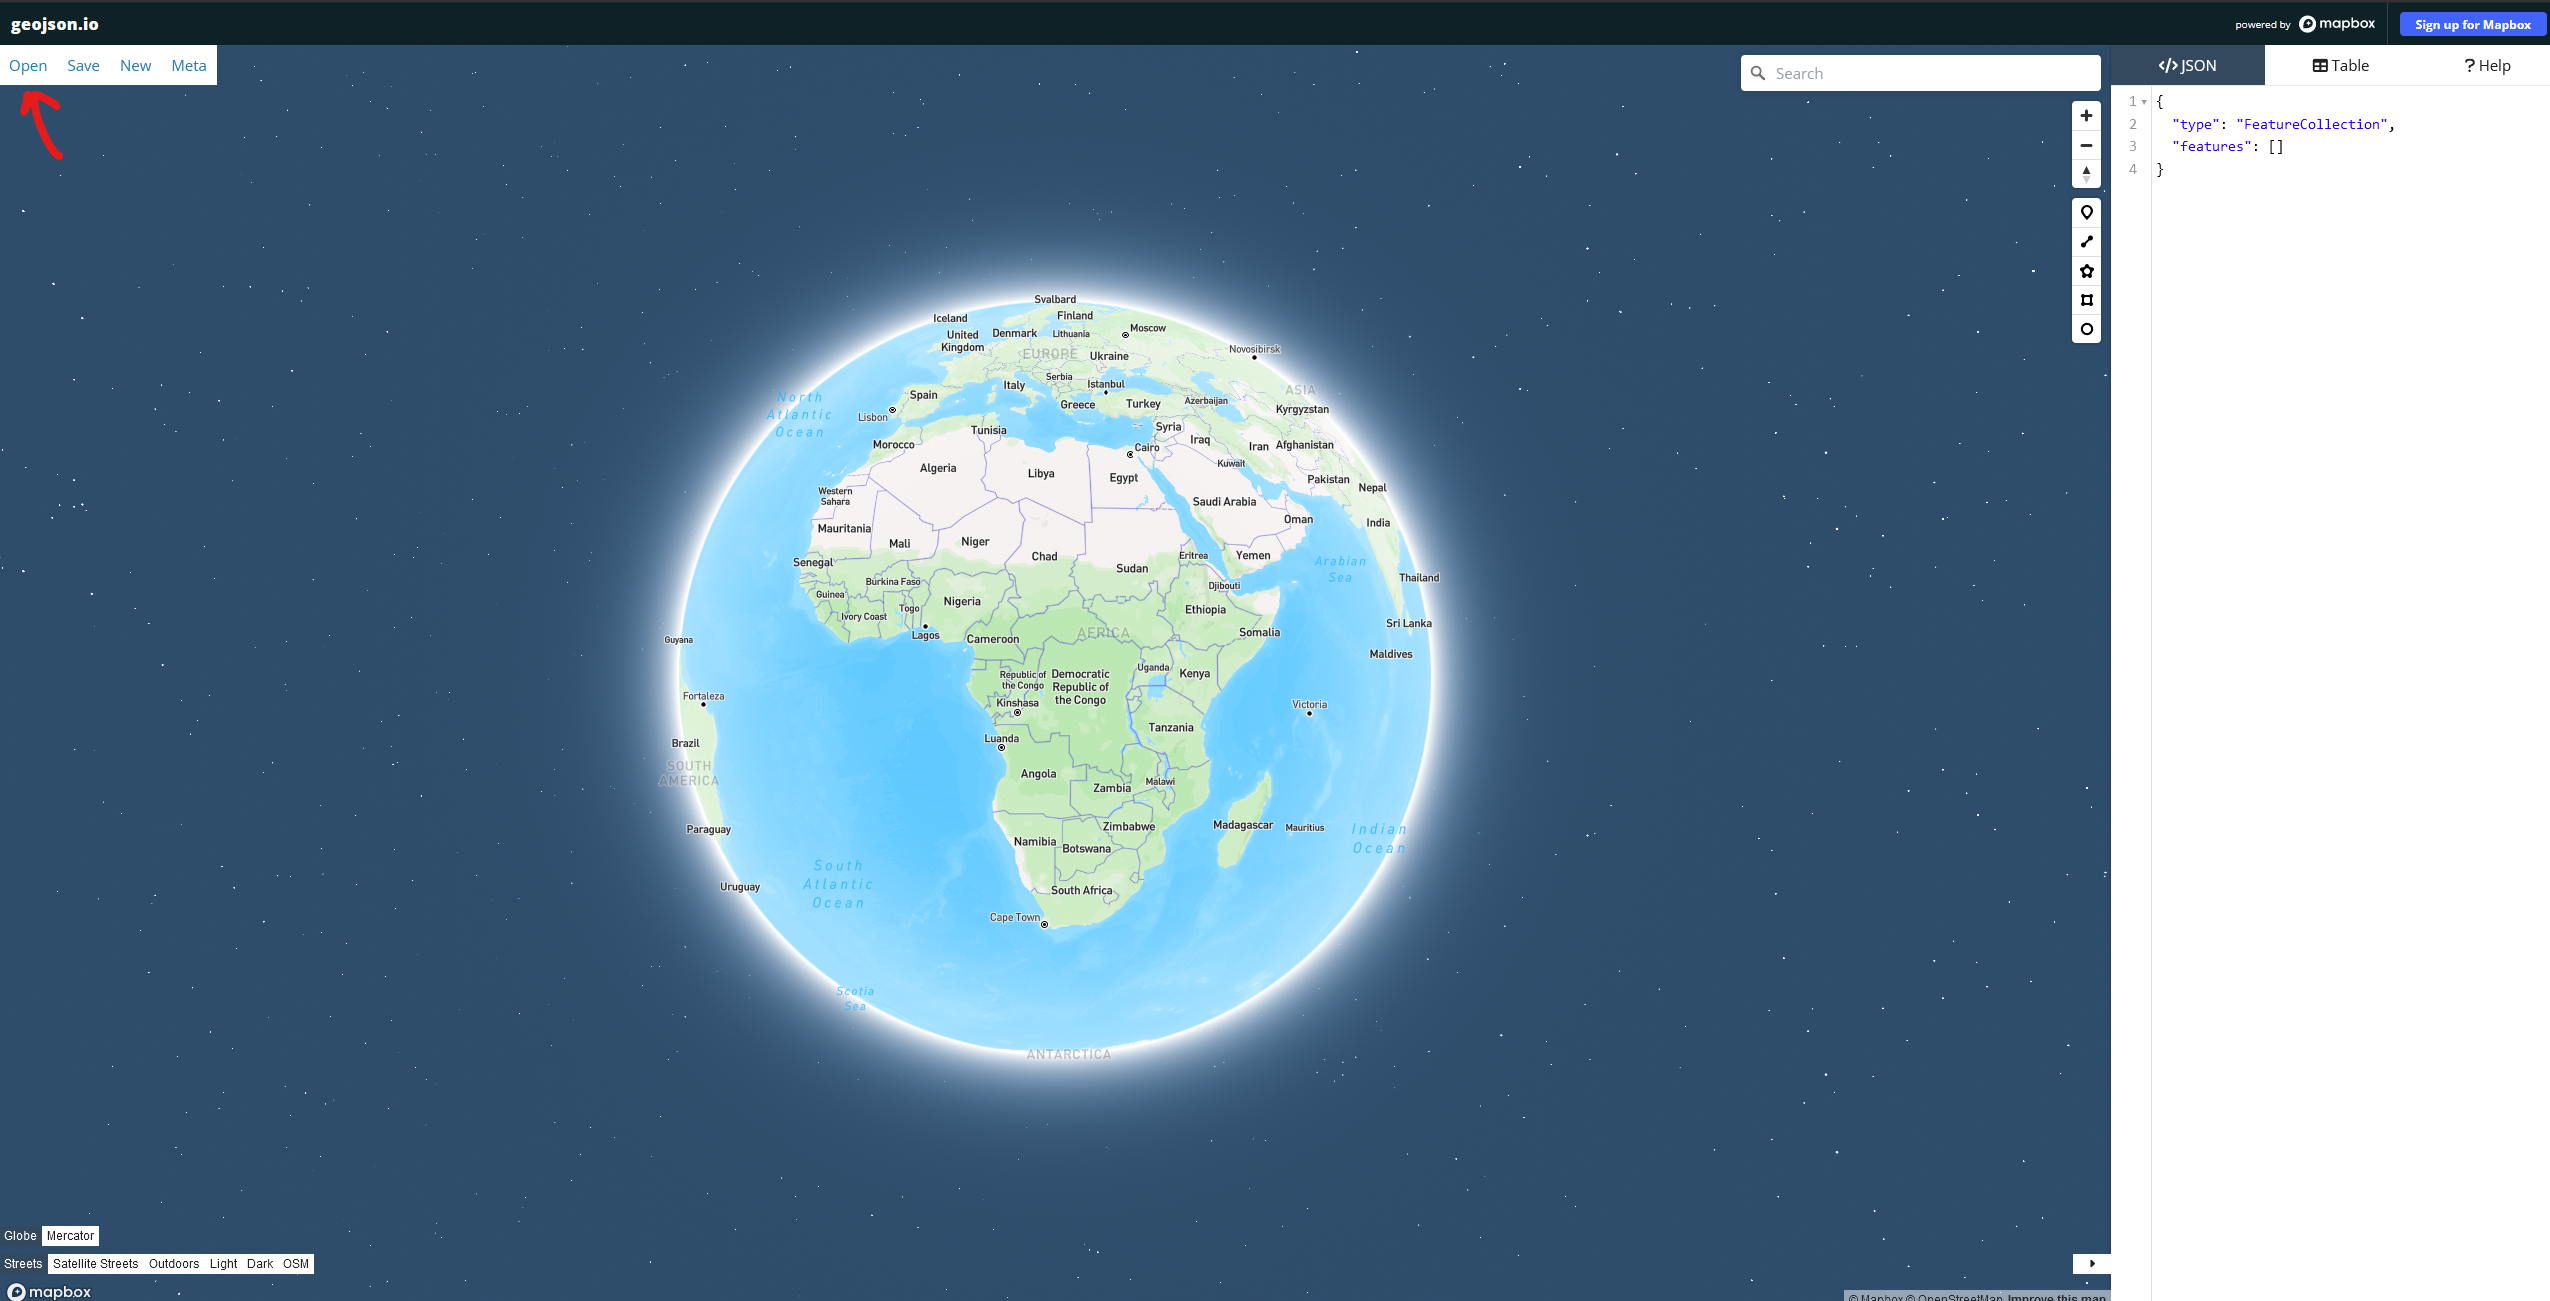 geojson.io
powered by mapbox
Sign up for Mapbox
Open Save New Meta
Search
JSON Table ? Help
1 {
2 "type": "FeatureCollection",
3 "features": []
4 }
Svalbard
Iceland
Finland
United
Kingdom
Denmark
Lithuania
Moscow
EUROPE
Ukraine
Novosibirsk
Serbia
Italy
Istanbul
ASIA
Spain
North
Atlantic
Ocean
Lisbon
Greece
Turkey
Azerbaijan
Kyrgyzstan
Tunisia
Syria
Morocco
Cairo
Iraq
Iran
Afghanistan
Algeria
Libya
Egypt
Kuwait
Pakistan
Nepal
Western
Sahara
Saudi Arabia
Mauritania
Oman
India
Mali
Niger
Chad
Eritrea
Yemen
Arabian
Sea
Senegal
Sudan
Thailand
Burkina Faso
Djibouti
Guinea
Togo
Nigeria
Ethiopia
Ivory Coast
Lagos
Cameroon
AFRICA
Somalia
Sri Lanka
Guyana
Maldives
Uganda
Kenya
Republic of
the Congo
Democratic
Republic of
the Congo
Fortaleza
Kinshasa
Victoria
Tanzania
Brazil
Luanda
SOUTH
AMERICA
Angola
Malawi
Zambia
Paraguay
Zimbabwe
Madagascar
Mauritius
Indian
Ocean
Namibia
Botswana
South
Atlantic
Ocean
Uruguay
South Africa
Cape Town
Scotia
Sea
ANTARCTICA
Globe Mercator
Streets Satellite Streets Outdoors Light Dark OSM
mapbox
© Mapbox © OpenStreetMap Improve this map